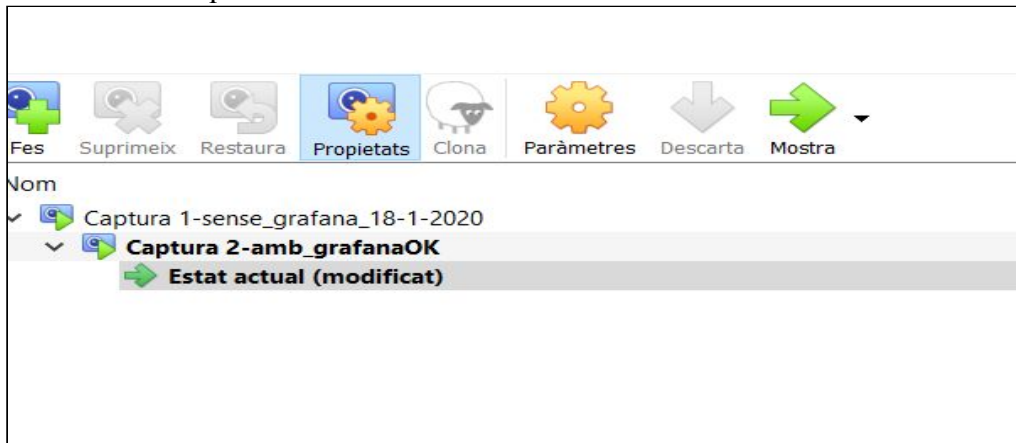 Fes Suprimeix Restaura Propietats Clona Paràmetres Descarta Mostra
Nom
Captura 1-sense_grafana_18-1-2020
Captura 2-amb_grafanaOK
Estat actual (modificat)